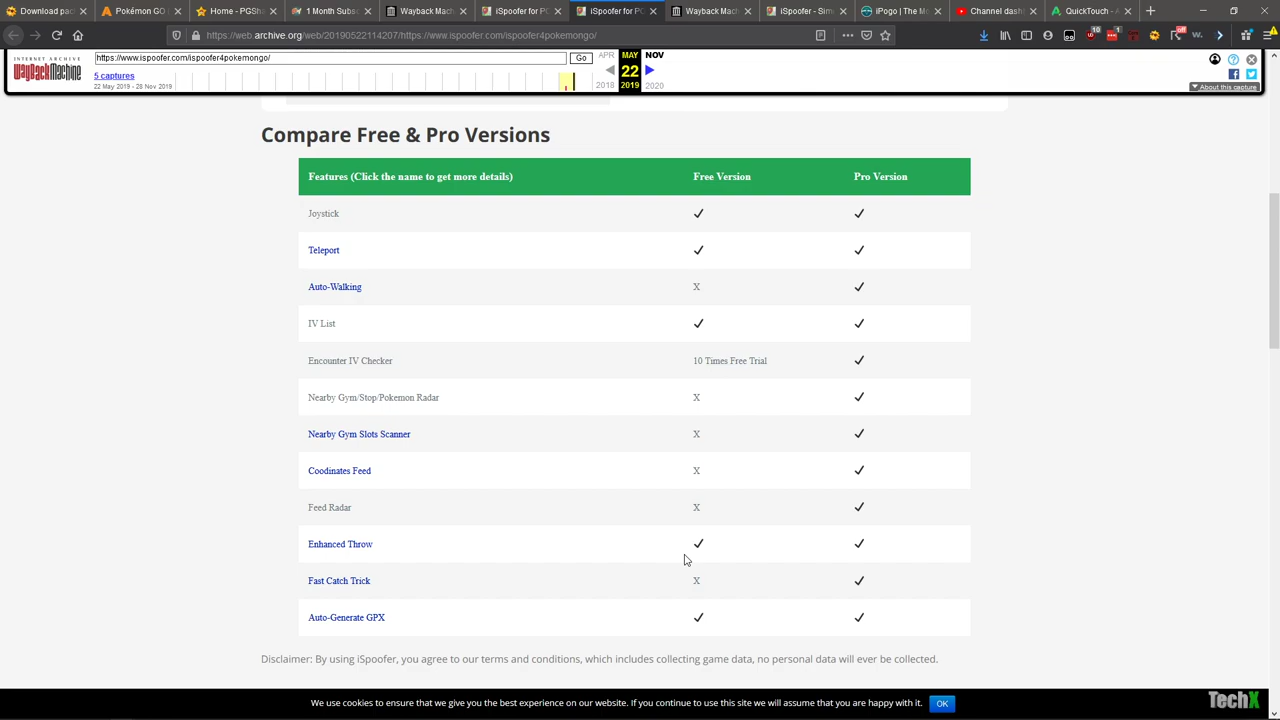 Download pac
Pokémon GO
Home - PGSh
1 Month Subsc
Wayback Mac
iSpoofer for PC
iSpoofer for PC
Wayback Mac
iSpoofer - Sim
iPogo | The M
Channel dash
QuickTouch - A
https://web.archive.org/web/20190522114207/https://www.ispoofer.com/ispoofer4pokemongo/
INTERNET ARCHIVE
WayBackMachine
https://www.ispoofer.com/ispoofer4pokemongo/
Go
APR MAY NOV
5 captures
22
22 May 2019 - 28 Nov 2019
2018 2019 2020
About this capture
Compare Free & Pro Versions
Features (Click the name to get more details) Free Version Pro Version
Joystick ✓ ✓
Teleport ✓ ✓
Auto-Walking X ✓
IV List ✓ ✓
Encounter IV Checker 10 Times Free Trial ✓
Nearby Gym/Stop/Pokemon Radar X ✓
Nearby Gym Slots Scanner X ✓
Coodinates Feed X ✓
Feed Radar X ✓
Enhanced Throw ✓ ✓
Fast Catch Trick X ✓
Auto-Generate GPX ✓ ✓
Disclaimer: By using iSpoofer, you agree to our terms and conditions, which includes collecting game data, no personal data will ever be collected.
We use cookies to ensure that we give you the best experience on our website. If you continue to use this site we will assume that you are happy with it. OK
TechX